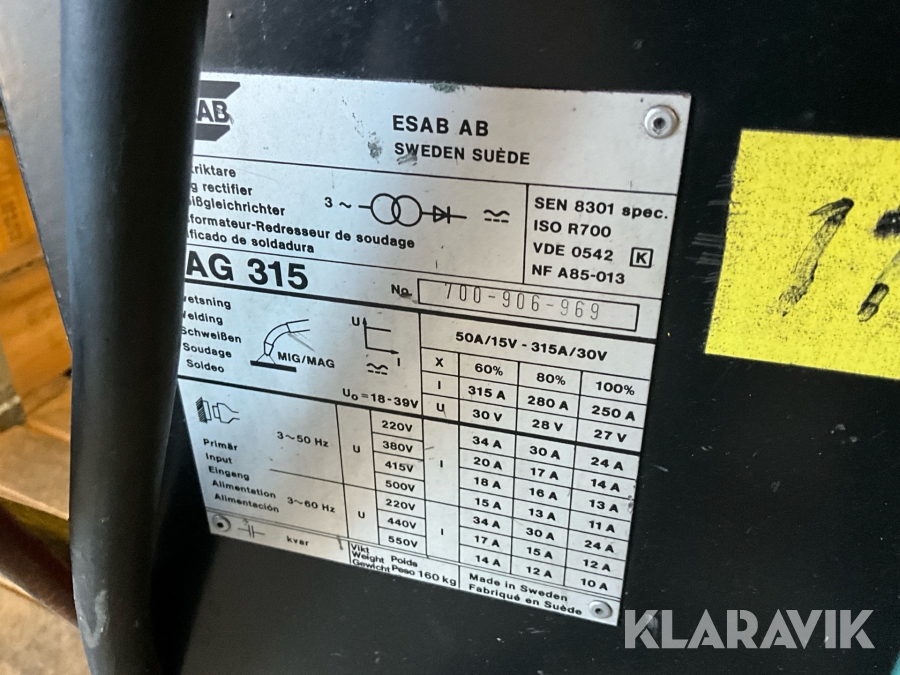 AB
ESAB AB
SWEDEN SUÈDE
riktare
g rectifier
ißgleichrichter
formateur-Redresseur de soudage
ificado de soldadura
3 ~
SEN 8301 spec.
ISO R700
VDE 0542 K
NF A85-013
AG 315
No 700-906-969
vetsning
Welding
Schweißen
Soudage
Soldeo
MIG/MAG
U
I
U₀=18-39V
50A/15V - 315A/30V
X 60% 80% 100%
I 315 A 280 A 250 A
U 30 V 28 V 27 V
Primär
Input
Eingang
Alimentation
Alimentación
3~50 Hz U I
220V 34 A 30 A 24 A
380V 20 A 17 A 14 A
415V 18 A 16 A 13 A
500V 15 A 13 A 11 A
3~60 Hz U I
220V 34 A 30 A 24 A
440V 17 A 15 A 12 A
550V 14 A 12 A 10 A
kvar
Vikt Poids
Weight
Gewicht Peso 160 kg
Made in Sweden
Fabriqué en Suède
KLARAVIK